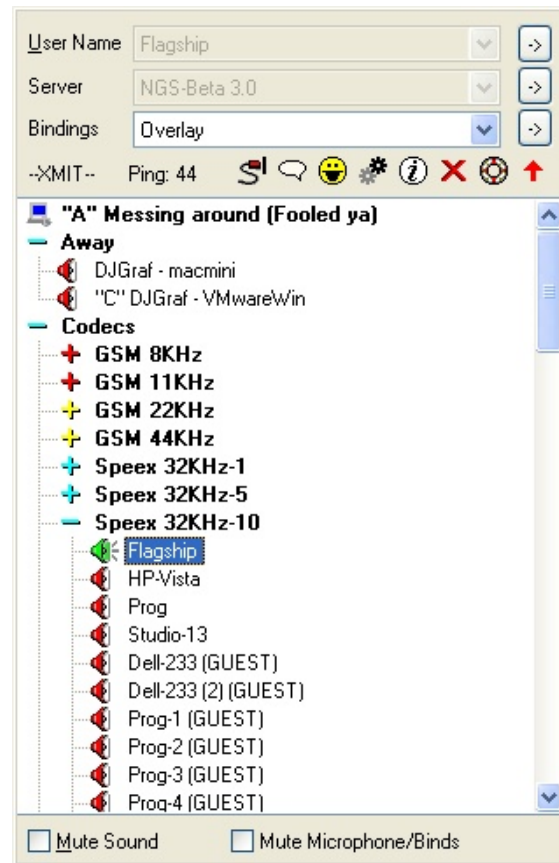 User Name Flagship ->
Server NGS-Beta 3.0 ->
Bindings Overlay ->
--XMIT-- Ping: 44
"A" Messing around (Fooled ya)
Away
DJGraf - macmini
"C" DJGraf - VMwareWin
Codecs
GSM 8KHz
GSM 11KHz
GSM 22KHz
GSM 44KHz
Speex 32KHz-1
Speex 32KHz-5
Speex 32KHz-10
Flagship
HP-Vista
Prog
Studio-13
Dell-233 (GUEST)
Dell-233 (2) (GUEST)
Prog-1 (GUEST)
Prog-2 (GUEST)
Prog-3 (GUEST)
Prog-4 (GUEST)
Mute Sound Mute Microphone/Binds